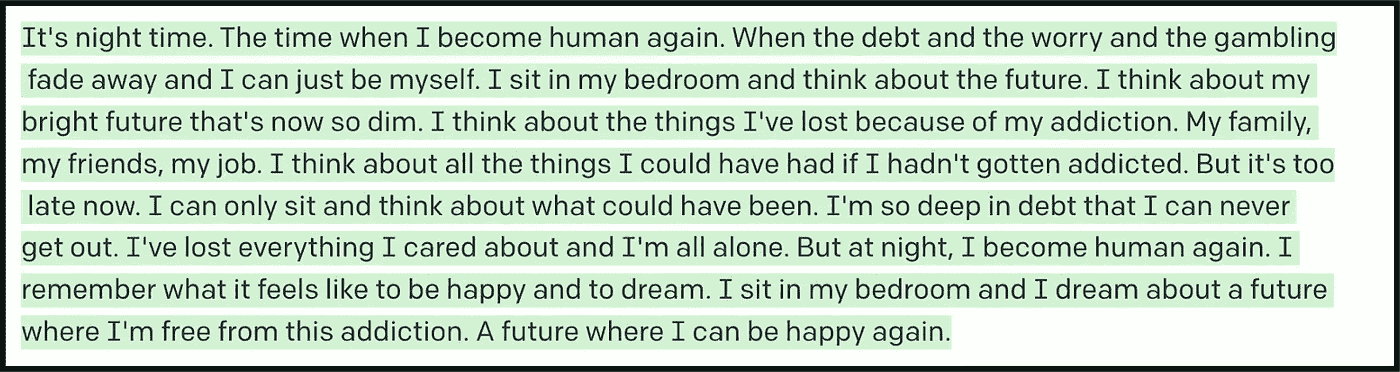 It's night time. The time when I become human again. When the debt and the worry and the gambling
fade away and I can just be myself. I sit in my bedroom and think about the future. I think about my
bright future that's now so dim. I think about the things I've lost because of my addiction. My family,
my friends, my job. I think about all the things I could have had if I hadn't gotten addicted. But it's too
late now. I can only sit and think about what could have been. I'm so deep in debt that I can never
get out. I've lost everything I cared about and I'm all alone. But at night, I become human again. I
remember what it feels like to be happy and to dream. I sit in my bedroom and I dream about a future
where I'm free from this addiction. A future where I can be happy again.